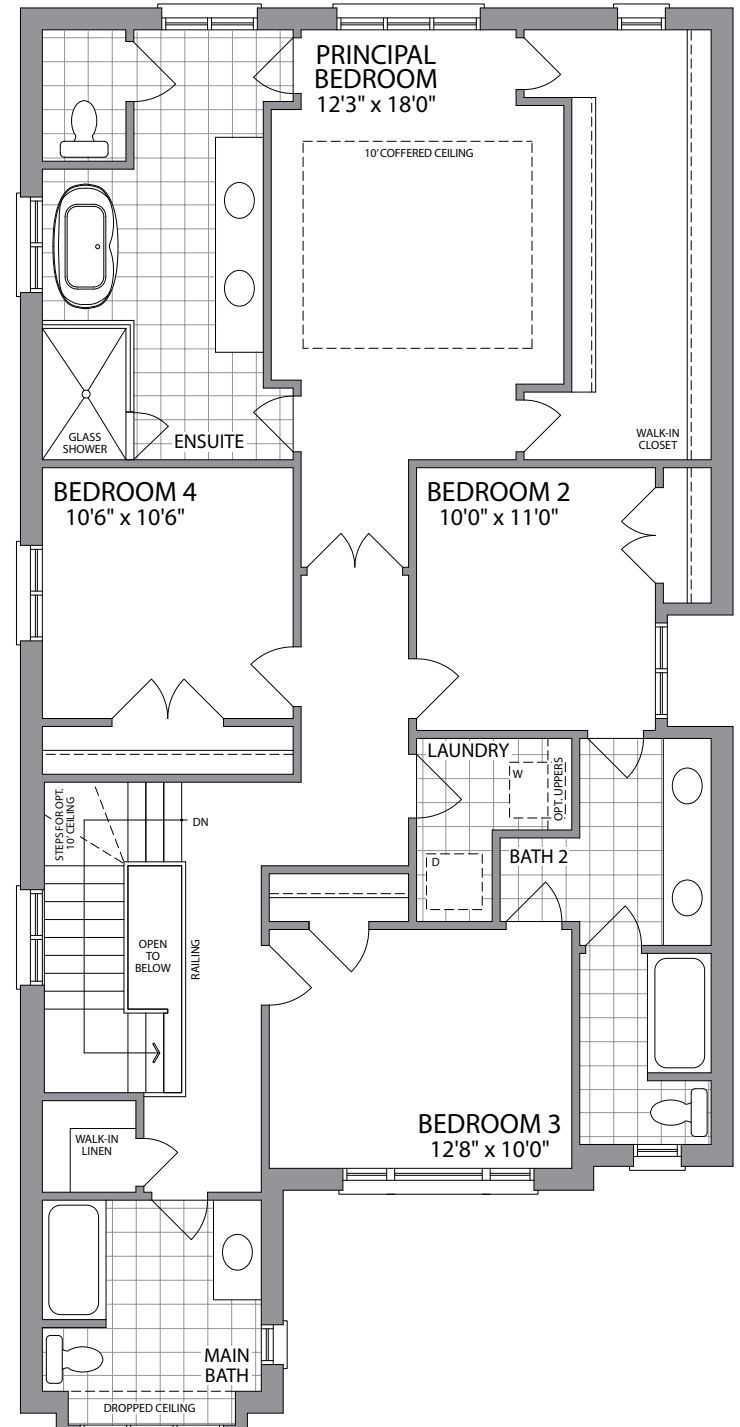 PRINCIPAL
BEDROOM
12'3" x 18'0"
10' COFFERED CEILING
GLASS
SHOWER
ENSUITE
WALK-IN
CLOSET
BEDROOM 4
10'6" x 10'6"
BEDROOM 2
10'0" x 11'0"
LAUNDRY
W
OPT. UPPERS
D
BATH 2
STEPS FOR OPT.
10' CEILING
DN
OPEN
TO
BELOW
RAILING
BEDROOM 3
12'8" x 10'0"
WALK-IN
LINEN
MAIN
BATH
DROPPED CEILING